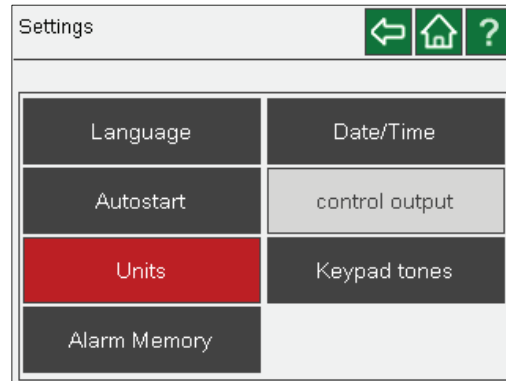 Settings ?
Language Date/Time
Autostart control output
Units Keypad tones
Alarm Memory